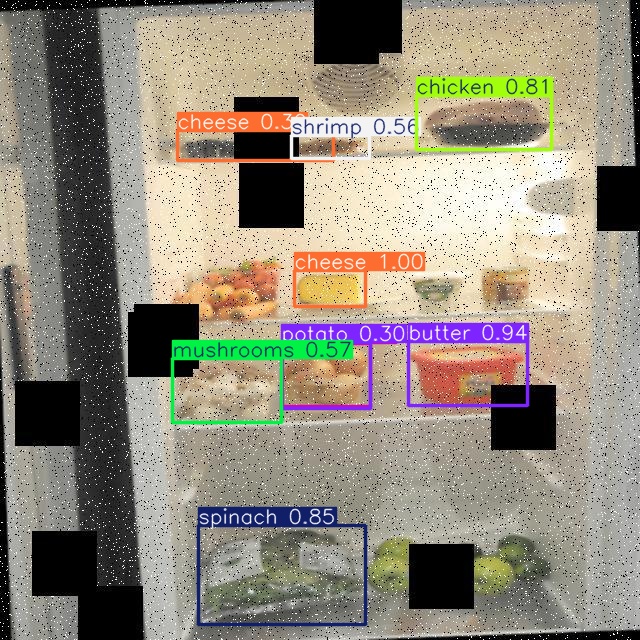 chicken 0.81
cheese 0.3
shrimp 0.56
cheese 1.00
potato 0.30
butter 0.94
mushrooms 0.57
spinach 0.85